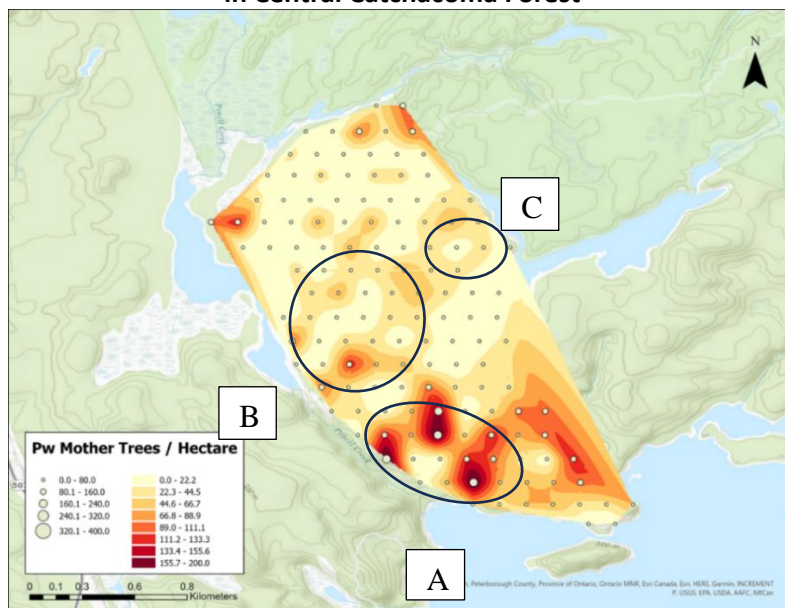 in Central Catchacoma Forest
N
C
B
Pw Mother Trees / Hectare
0.0 - 80.0
80.1 - 160.0
160.1 - 240.0
240.1 - 320.0
320.1 - 400.0
0.0 - 22.2
22.3 - 44.5
44.6 - 66.7
66.8 - 88.9
89.0 - 111.1
111.2 - 133.3
133.4 - 155.6
155.7 - 200.0
0 0.1 0.3 0.4 0.6 0.8
Kilometers
A
Peterborough County, Province of Ontario, Ontario MNR, Esri Canada, Esri, HERE, Garmin, INCREMENT
P, USGS, EPA, USDA, AAFC, NRCan